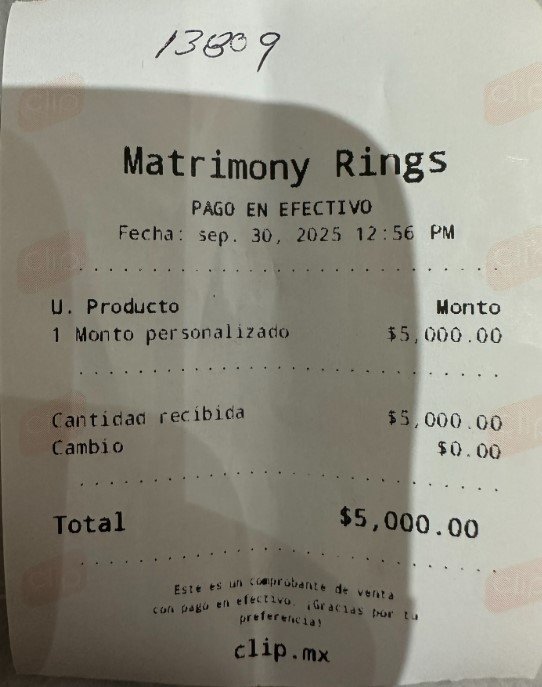 13809
Matrimony Rings
PAGO EN EFECTIVO
Fecha: sep. 30, 2025 12:56 PM
U. Producto Monto
1 Monto personalizado $5,000.00
Cantidad recibida $5,000.00
Cambio $0.00
Total $5,000.00
Este es un comprobante de venta
con pago en efectivo. ¡Gracias por tu
preferencia!
clip.mx